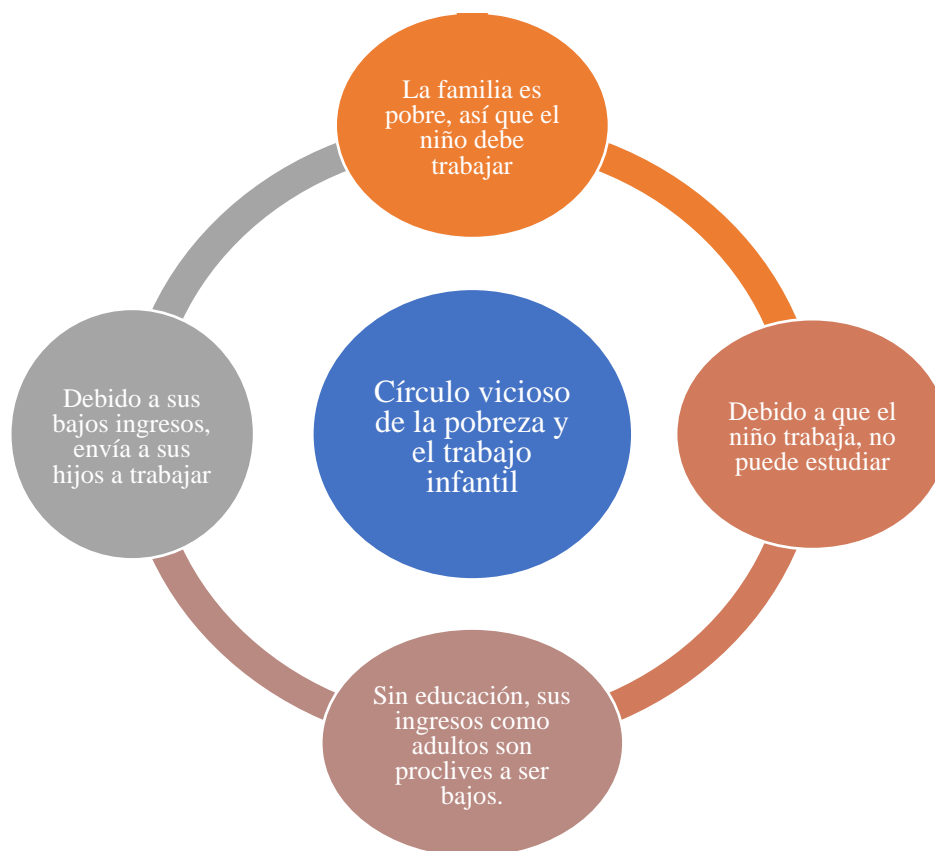 La familia es
pobre, así que el
niño debe
trabajar
Debido a que el
niño trabaja, no
puede estudiar
Sin educación, sus
ingresos como
adultos son
proclives a ser
bajos.
Debido a sus
bajos ingresos,
envía a sus
hijos a trabajar
Círculo vicioso
de la pobreza y
el trabajo
infantil